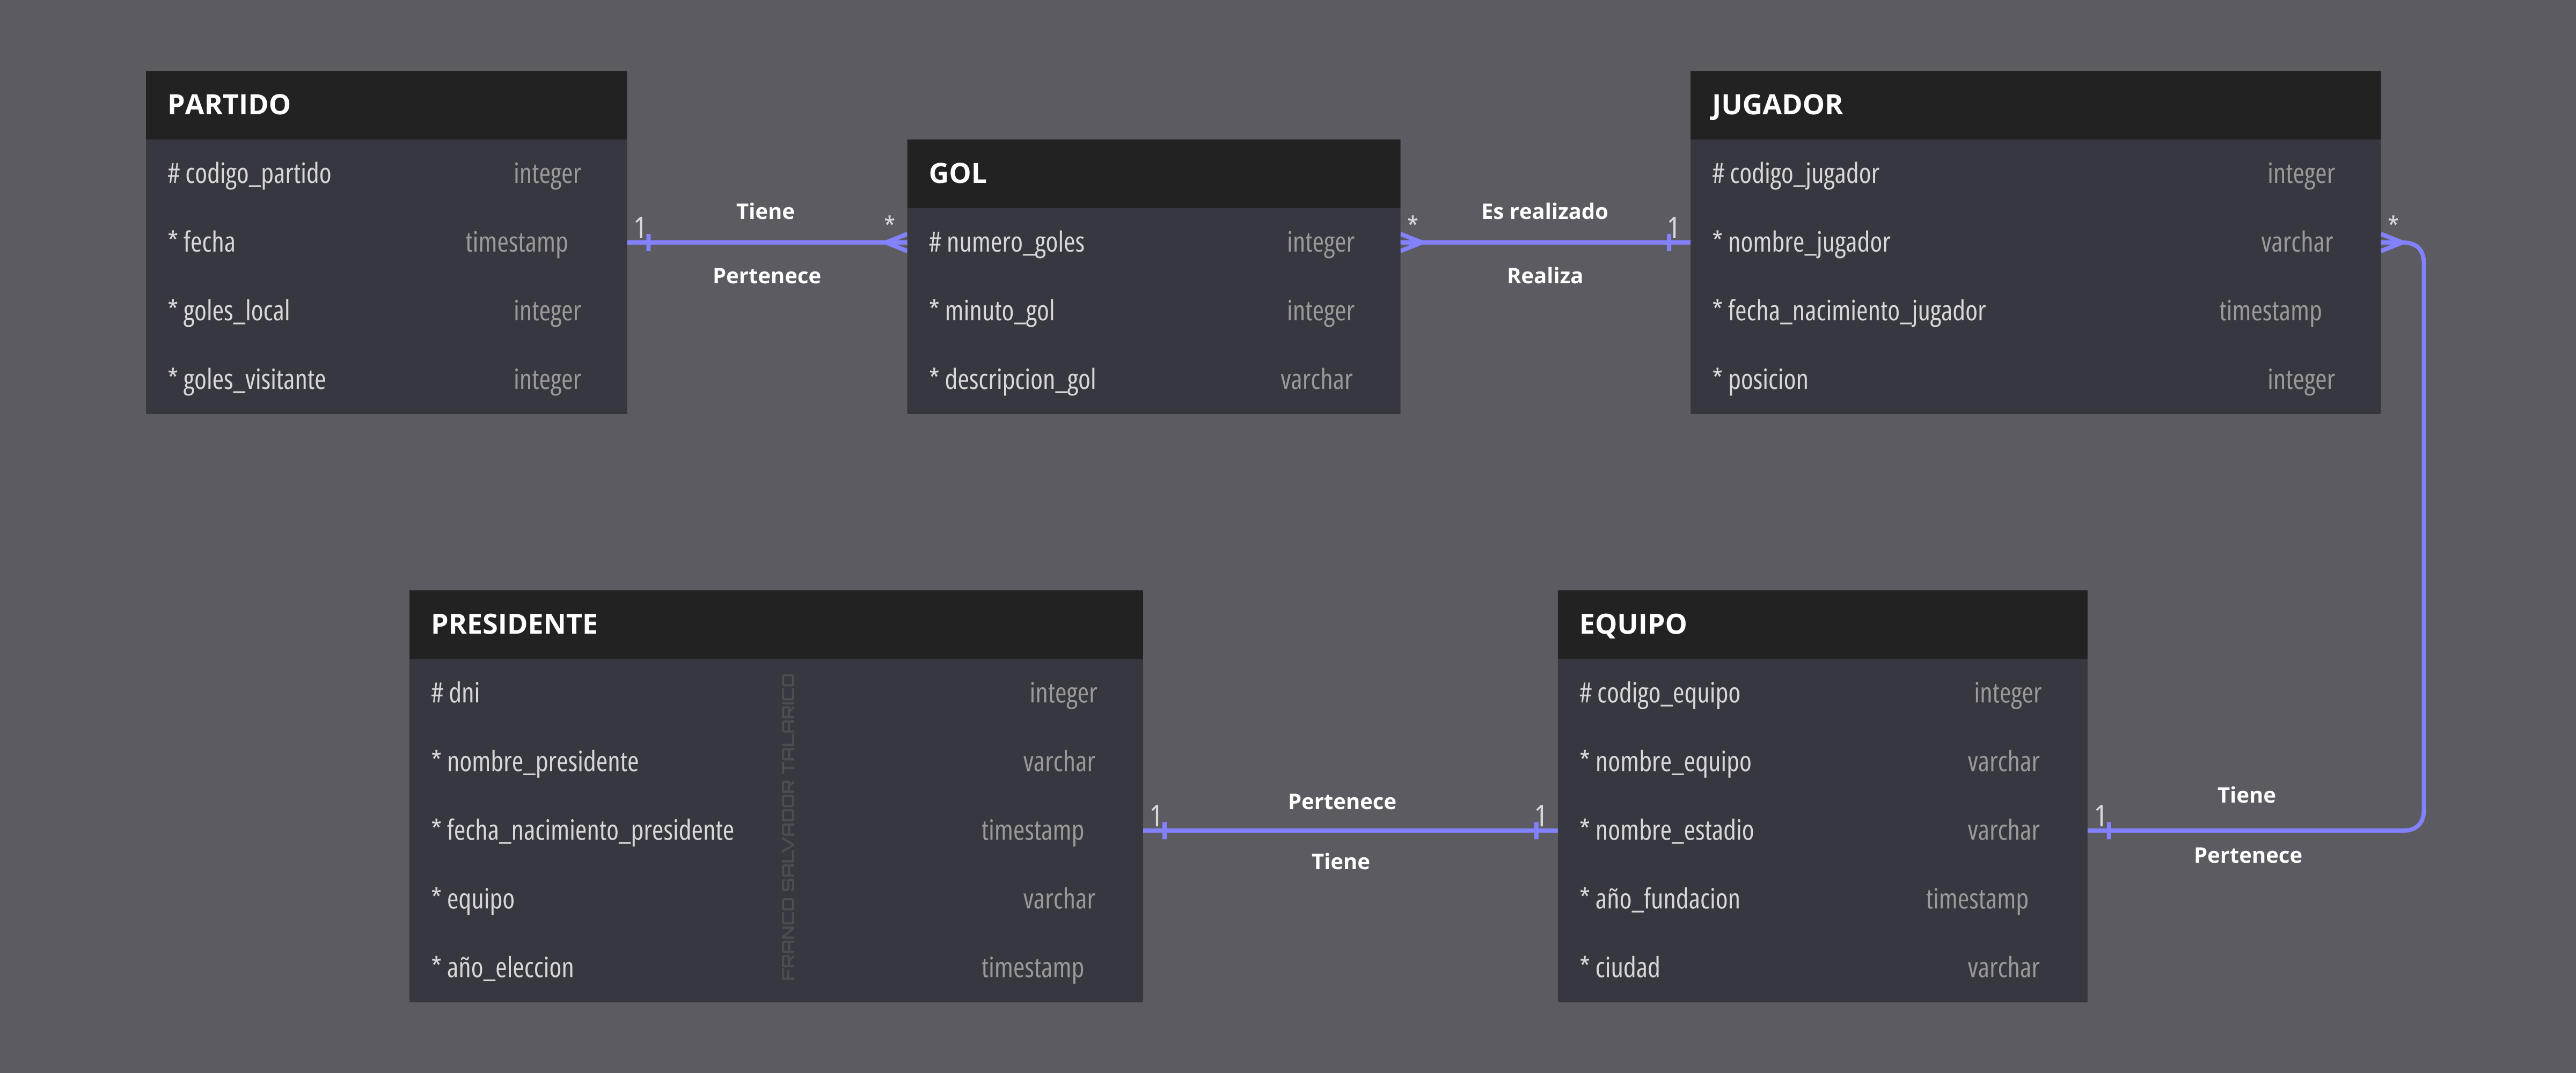 PARTIDO
# codigo_partido integer
* fecha timestamp
* goles_local integer
* goles_visitante integer
1 Tiene *
Pertenece
GOL
# numero_goles integer
* minuto_gol integer
* descripcion_gol varchar
* Es realizado 1
Realiza
JUGADOR
# codigo_jugador integer
* nombre_jugador varchar
* fecha_nacimiento_jugador timestamp
* posicion integer
*
PRESIDENTE
# dni integer
* nombre_presidente varchar
* fecha_nacimiento_presidente timestamp
* equipo varchar
* año_eleccion timestamp
FRANCO SALVADOR TALARICO
1 Pertenece 1
Tiene
EQUIPO
# codigo_equipo integer
* nombre_equipo varchar
* nombre_estadio varchar
* año_fundacion timestamp
* ciudad varchar
1 Tiene
Pertenece